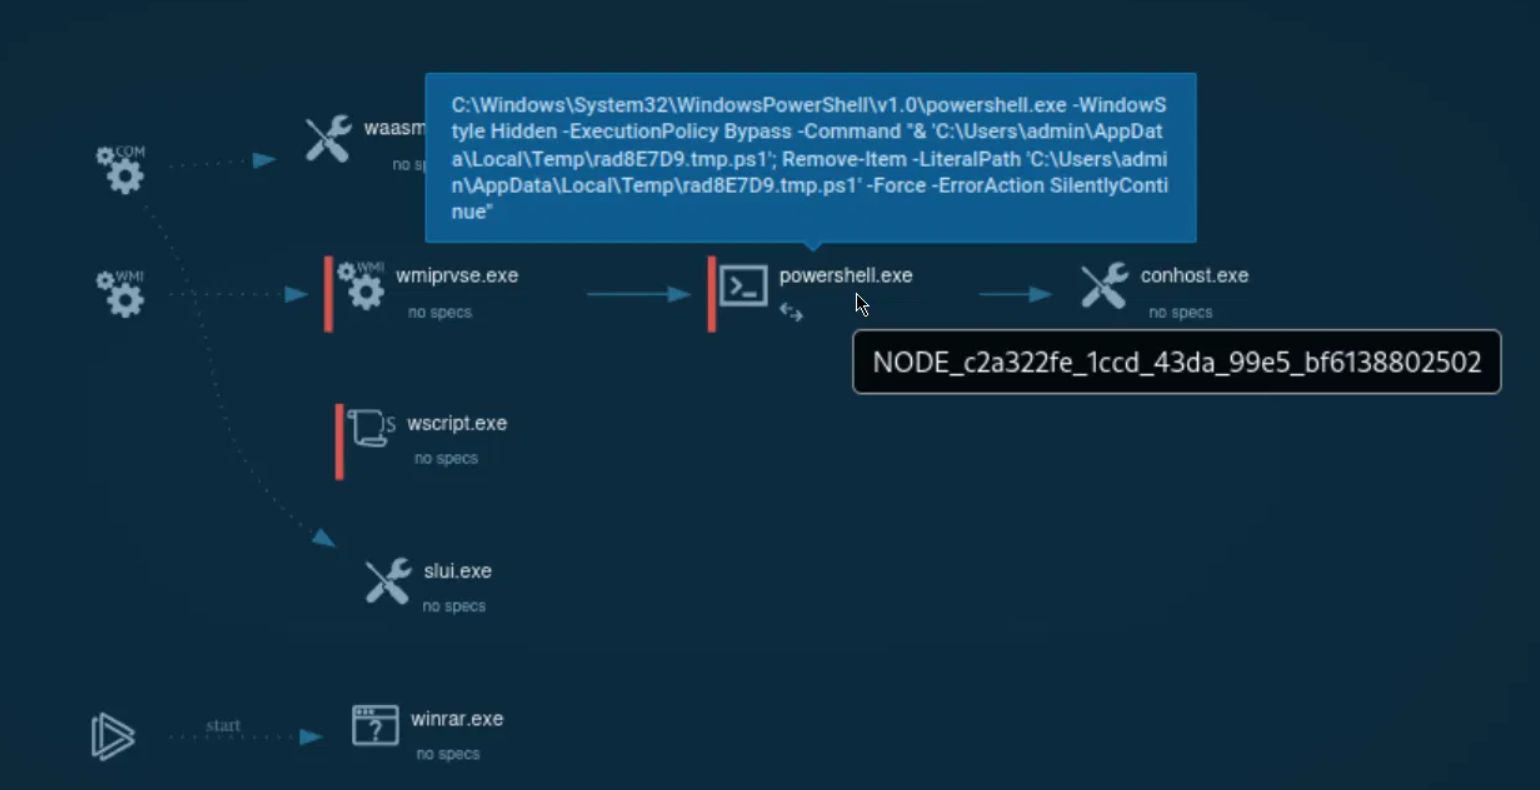 C:\Windows\System32\WindowsPowerShell\v1.0\powershell.exe -WindowS
tyle Hidden -ExecutionPolicy Bypass -Command "& 'C:\Users\admin\AppDat
a\Local\Temp\rad8E7D9.tmp.ps1'; Remove-Item -LiteralPath 'C:\Users\admi
n\AppData\Local\Temp\rad8E7D9.tmp.ps1' -Force -ErrorAction SilentlyConti
nue"
COM
waasm
no sp
WMI
WMI
wmiprvse.exe
no specs
powershell.exe
conhost.exe
no specs
NODE_c2a322fe_1ccd_43da_99e5_bf6138802502
JS
wscript.exe
no specs
slui.exe
no specs
start
winrar.exe
no specs